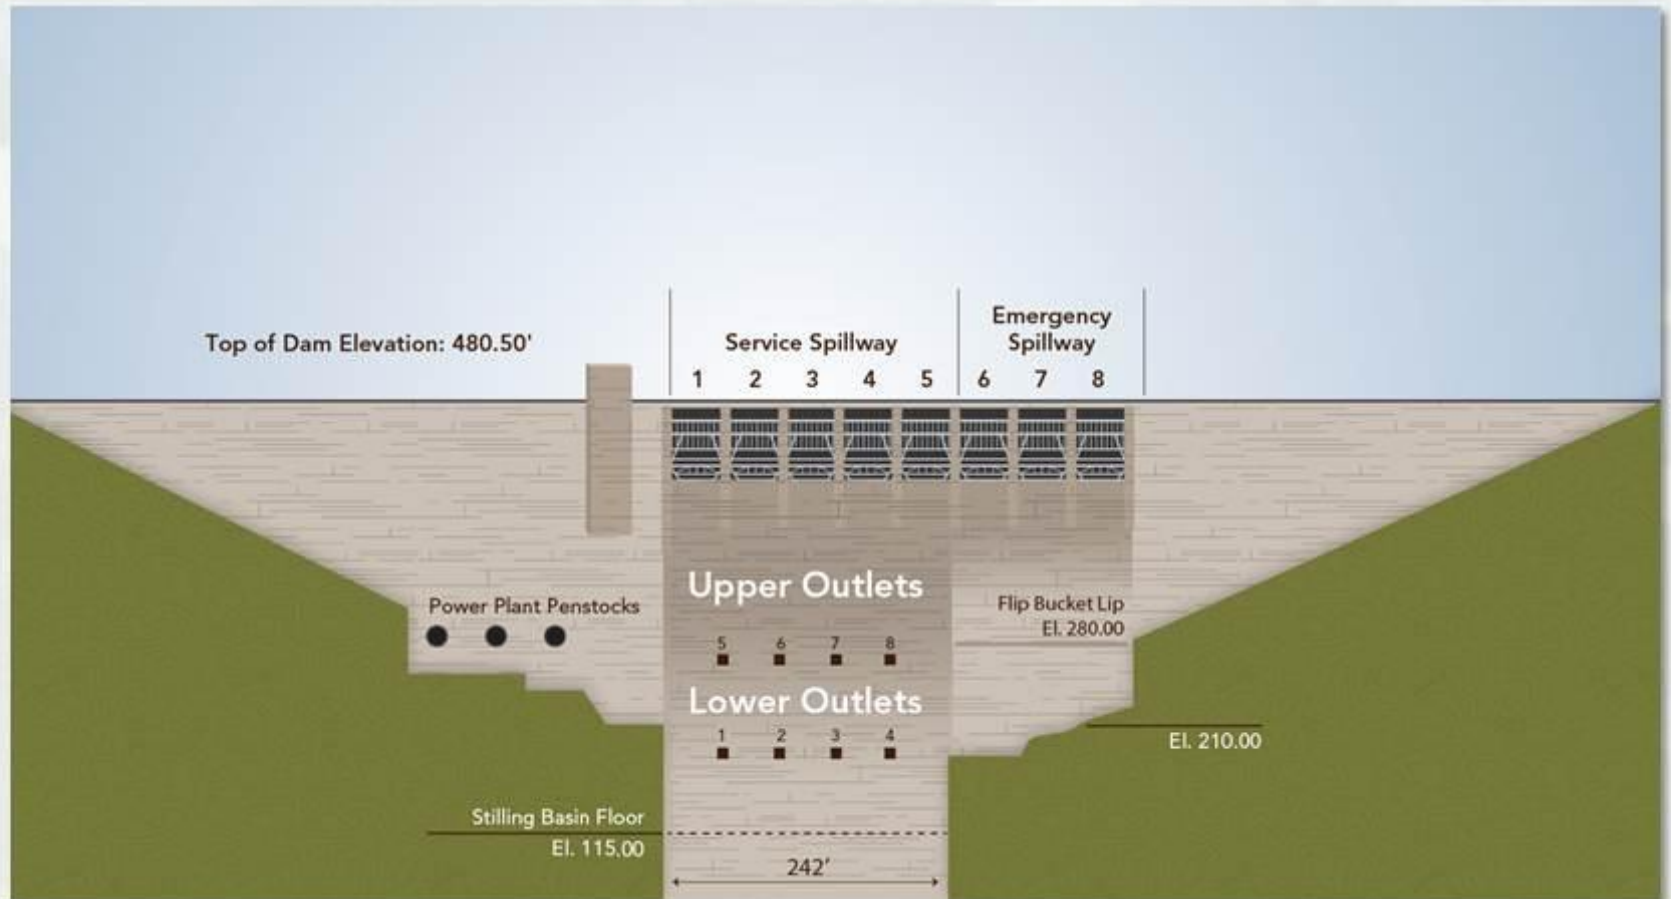 Top of Dam Elevation: 480.50'
Service Spillway
Emergency
Spillway
1 2 3 4 5 6 7 8
Upper Outlets
Power Plant Penstocks
Flip Bucket Lip
El. 280.00
5 6 7 8
Lower Outlets
1 2 3 4
El. 210.00
Stilling Basin Floor
El. 115.00
242'